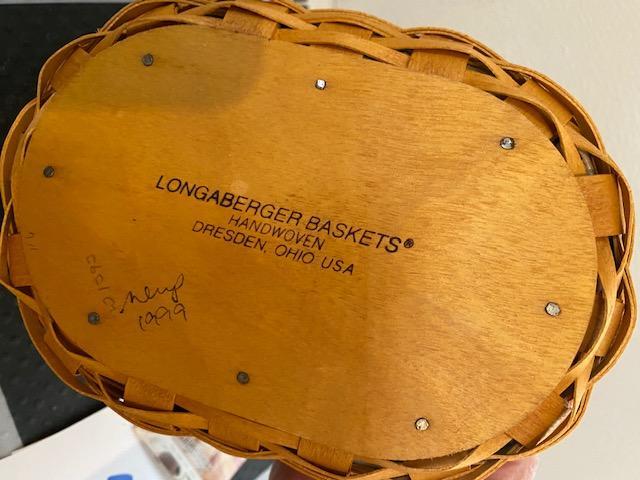 LONGABERGER BASKETS®
HANDWOVEN
DRESDEN, OHIO USA
1999